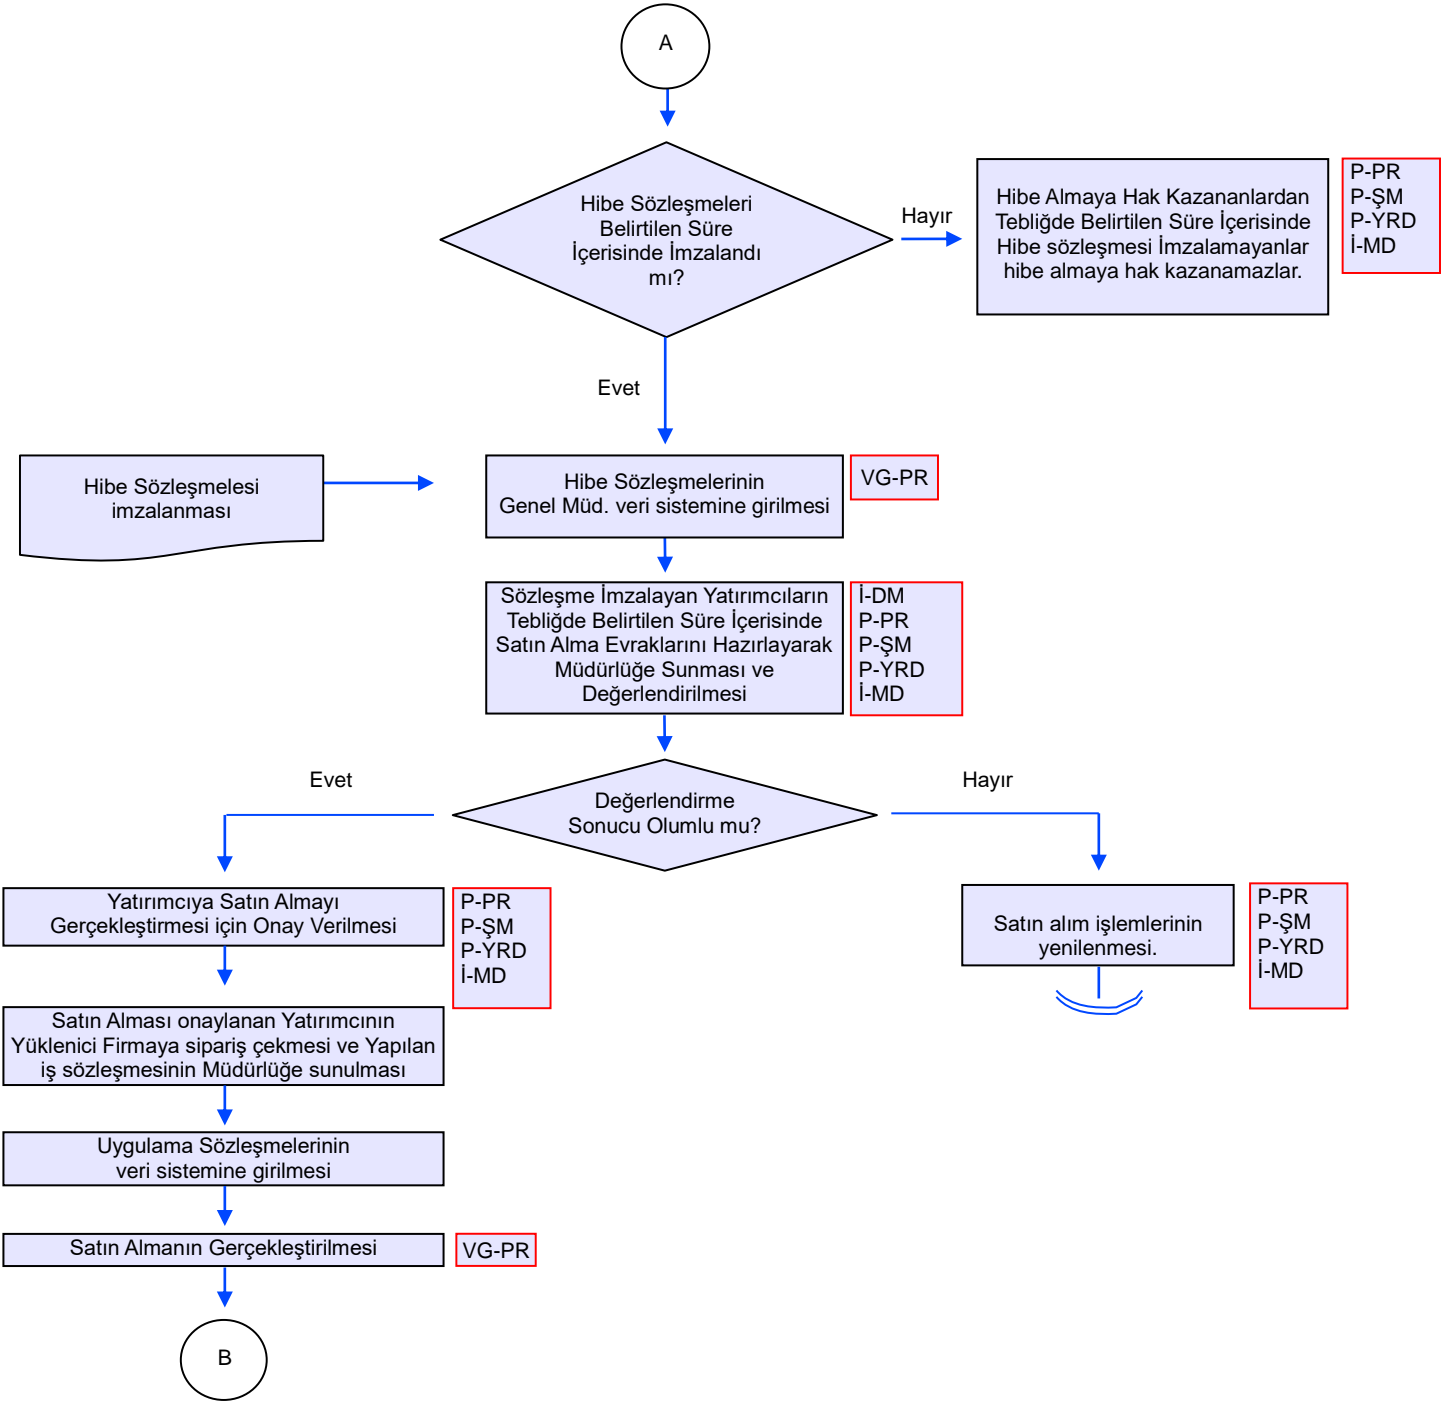 A
Hibe Sözleşmeleri
Belirtilen Süre
İçerisinde İmzalandı
mı?
Hayır
Hibe Almaya Hak Kazananlardan
Tebliğde Belirtilen Süre İçerisinde
Hibe sözleşmesi İmzalamayanlar
hibe almaya hak kazanamazlar.
P-PR
P-ŞM
P-YRD
İ-MD
Evet
Hibe Sözleşmelesi
imzalanması
Hibe Sözleşmelerinin
Genel Müd. veri sistemine girilmesi
VG-PR
Sözleşme İmzalayan Yatırımcıların
Tebliğde Belirtilen Süre İçerisinde
Satın Alma Evraklarını Hazırlayarak
Müdürlüğe Sunması ve
Değerlendirilmesi
İ-DM
P-PR
P-ŞM
P-YRD
İ-MD
Evet
Değerlendirme
Sonucu Olumlu mu?
Hayır
Yatırımcıya Satın Almayı
Gerçekleştirmesi için Onay Verilmesi
P-PR
P-ŞM
P-YRD
İ-MD
Satın alım işlemlerinin
yenilenmesi.
P-PR
P-ŞM
P-YRD
İ-MD
Satın Alması onaylanan Yatırımcının
Yüklenici Firmaya sipariş çekmesi ve Yapılan
iş sözleşmesinin Müdürlüğe sunulması
Uygulama Sözleşmelerinin
veri sistemine girilmesi
Satın Almanın Gerçekleştirilmesi
VG-PR
B